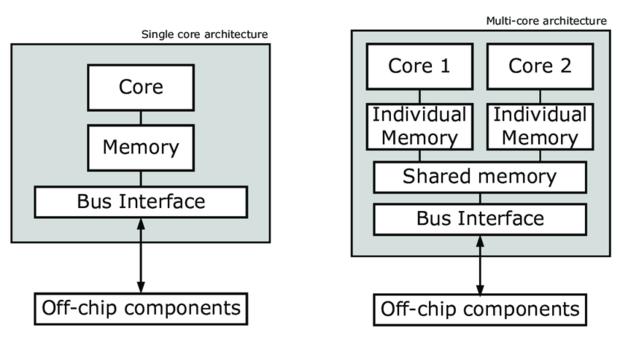 Single core architecture
Core
Memory
Bus Interface
Off-chip components
Multi-core architecture
Core 1
Core 2
Individual
Memory
Individual
Memory
Shared memory
Bus Interface
Off-chip components